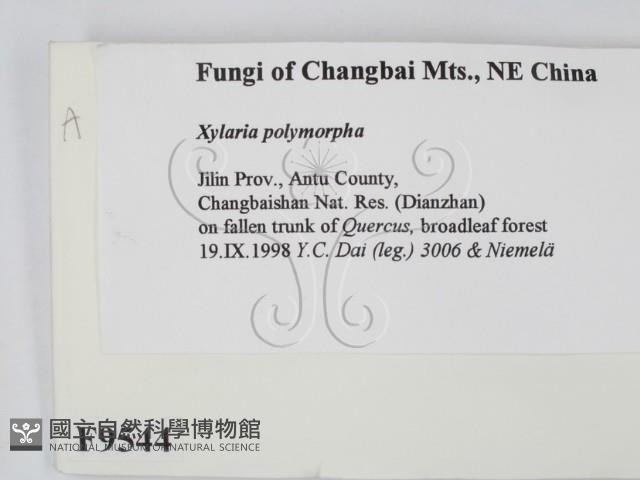 Fungi of Changbai Mts., NE China
A
Xylaria polymorpha
Jilin Prov., Antu County,
Changbaishan Nat. Res. (Dianzhan)
on fallen trunk of Quercus, broadleaf forest
19.IX.1998 Y.C. Dai (leg.) 3006 & Niemelä
國立自然科學博物館
F9544
NATIONAL MUSEUM OF NATURAL SCIENCE